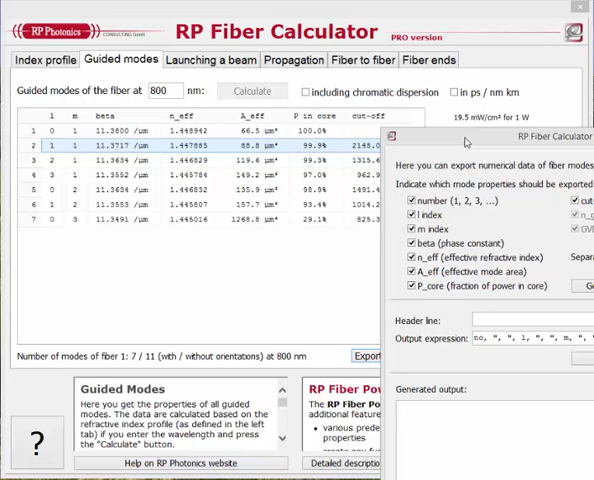 RP Photonics
CONSULTING GmbH
RP Fiber Calculator
PRO version
Index profile
Guided modes
Launching a beam
Propagation
Fiber to fiber
Fiber ends
Guided modes of the fiber at 800 nm:
Calculate
including chromatic dispersion
in ps / nm km
l m beta n_eff A_eff P in core cut-off
19.5 mW/cm² for 1 W
1 0 1 11.3800 /µm 1.448942 66.5 µm² 100.0%
2 1 1 11.3717 /µm 1.447885 88.8 µm² 99.9% 2148.0
3 2 1 11.3634 /µm 1.446829 119.6 µm² 99.3% 1315.6
4 3 1 11.3552 /µm 1.445784 149.2 µm² 97.0% 962.9
5 0 2 11.3634 /µm 1.446832 135.9 µm² 98.9% 1491.4
6 1 2 11.3553 /µm 1.445807 157.7 µm² 93.4% 1014.2
7 0 3 11.3491 /µm 1.445016 1268.8 µm² 29.1% 825.3
Number of modes of fiber 1: 7 / 11 (with / without orientations) at 800 nm
Export
RP Fiber Calculator
Here you can export numerical data of fiber modes
Indicate which mode properties should be exported
number (1, 2, 3, ...)
cut
l index
n_g
m index
GV
beta (phase constant)
n_eff (effective refractive index)
Separa
A_eff (effective mode area)
P_core (fraction of power in core)
Header line:
Output expression:
no, ", ", l, ", ", m, ",
Generated output:
Guided Modes
Here you get the properties of all guided
modes. The data are calculated based on the
refractive index profile (as defined in the left
tab) if you enter the wavelength and press
the "Calculate" button.
RP Fiber Pow
The RP Fiber Powe
additional feature
• various prede
properties
?
Help on RP Photonics website
Detailed descriptio